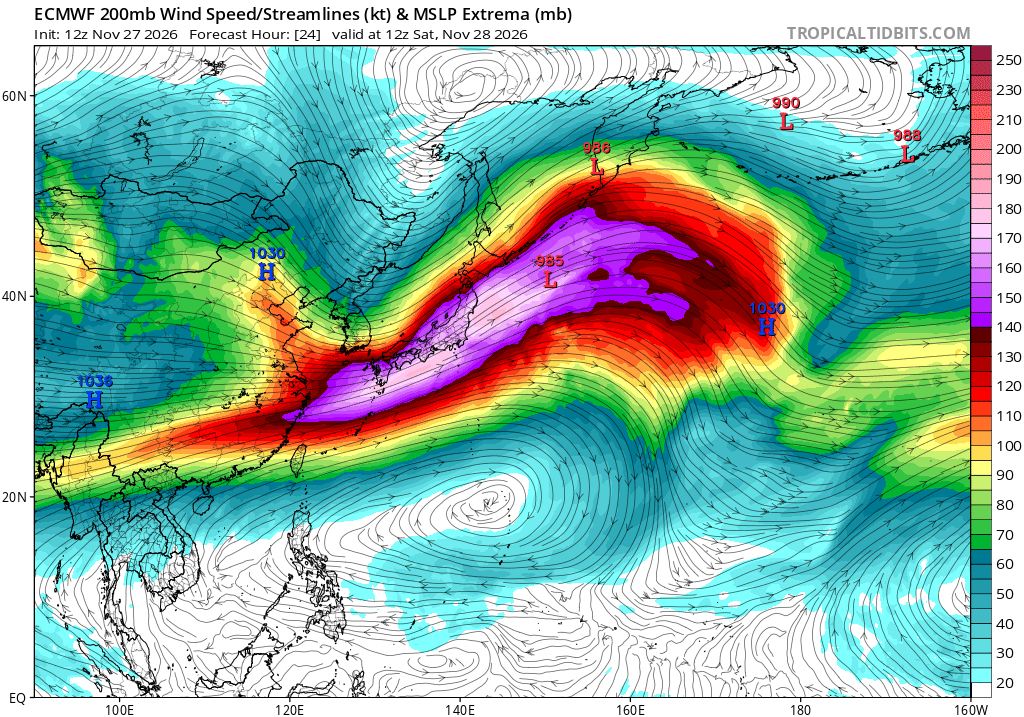 ECMWF 200mb Wind Speed/Streamlines (kt) & MSLP Extrema (mb)
Init: 12z Nov 27 2026 Forecast Hour: [24] valid at 12z Sat, Nov 28 2026
TROPICALTIDBITS.COM
60N
40N
20N
EQ
100E
120E
140E
160E
180
160W
990
L
988
L
986
L
1030
H
985
L
1030
H
1036
H
250
230
210
200
190
180
170
160
150
140
130
120
110
100
90
80
70
60
50
40
30
20